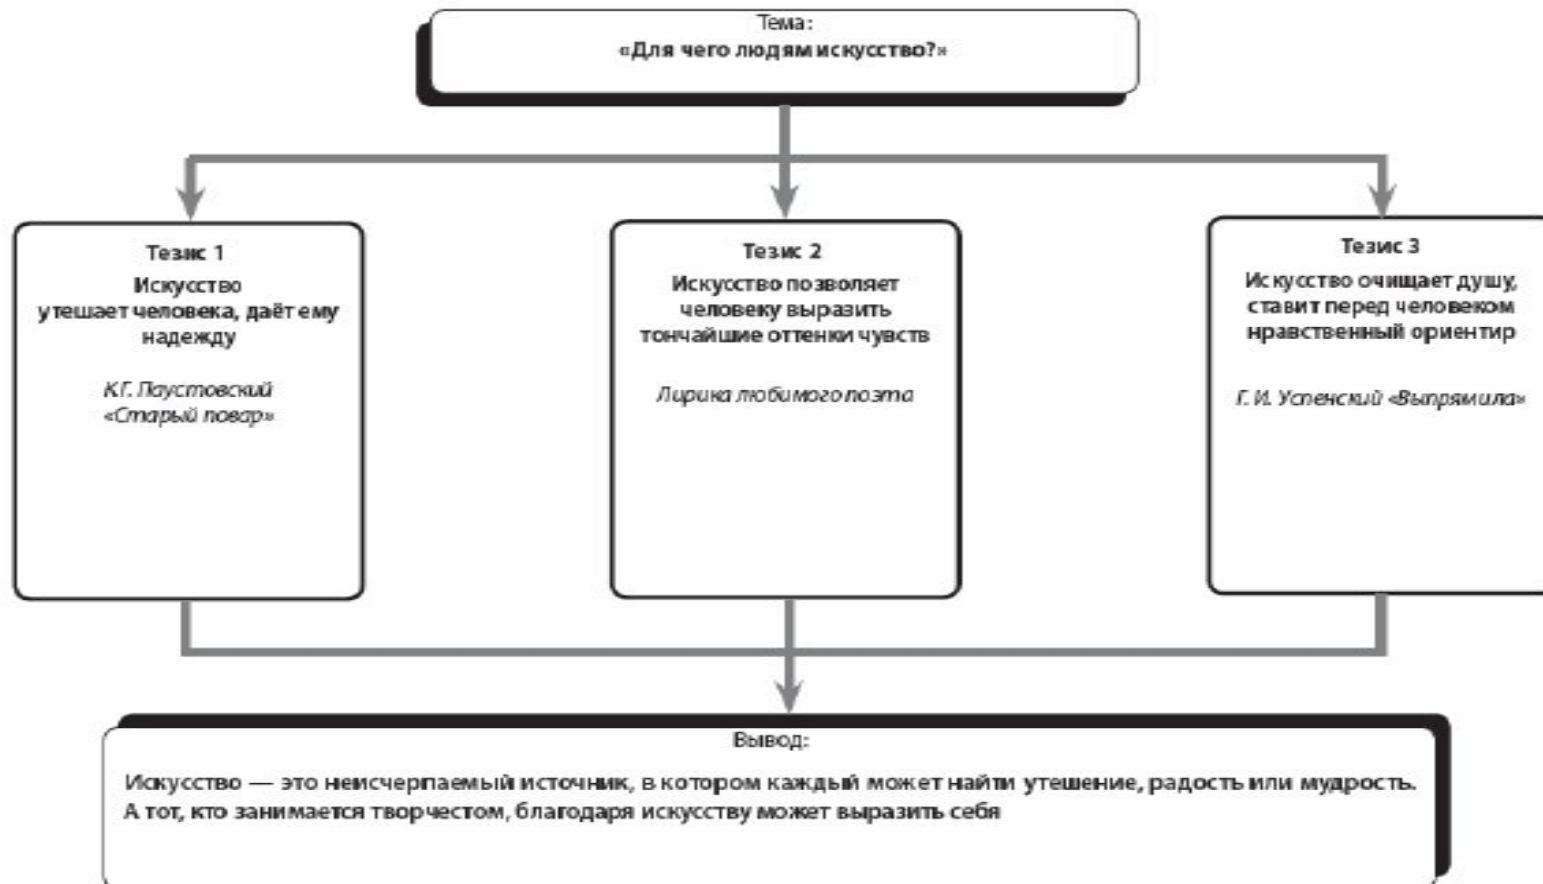 Тема:
«Для чего людям искусство?»
Тезис 1
Искусство
утешает человека, даёт ему
надежду
К.Г. Паустовский
«Старый повар»
Тезис 2
Искусство позволяет
человеку выразить
тончайшие оттенки чувств
Лирика любимого поэта
Тезис 3
Искусство очищает душу,
ставит перед человеком
нравственный ориентир
Г. И. Успенский «Выпрямила»
Вывод:
Искусство — это неисчерпаемый источник, в котором каждый может найти утешение, радость или мудрость.
А тот, кто занимается творчестом, благодаря искусству может выразить себя